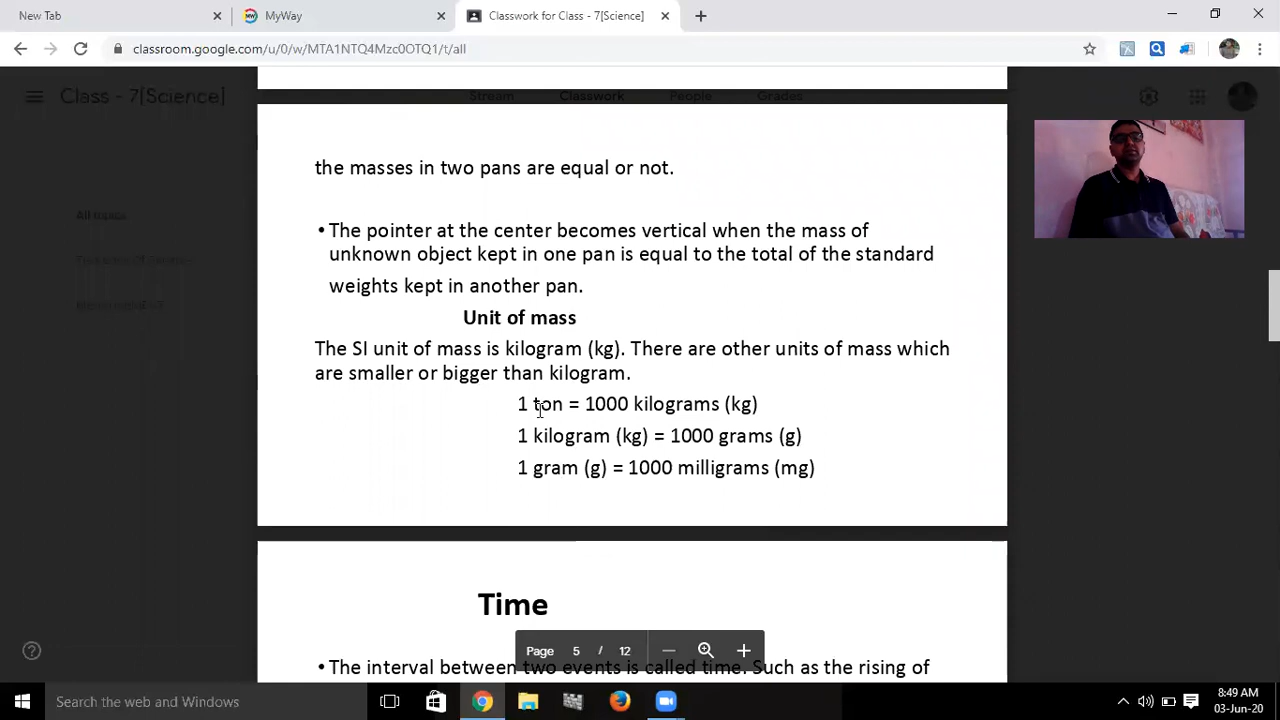 New Tab
MyWay
Classwork for Class - 7[Science]
classroom.google.com/u/0/w/MTA1NTQ4Mzc0OTQ1/t/all
Class - 7[Science]
Stream Classwork People Grades
All topics
the masses in two pans are equal or not.
• The pointer at the center becomes vertical when the mass of
unknown object kept in one pan is equal to the total of the standard
weights kept in another pan.
Unit of mass
The SI unit of mass is kilogram (kg). There are other units of mass which
are smaller or bigger than kilogram.
1 ton = 1000 kilograms (kg)
1 kilogram (kg) = 1000 grams (g)
1 gram (g) = 1000 milligrams (mg)
Time
Page 5 / 12
• The interval between two events is called time. Such as the rising of
Search the web and Windows
8:49 AM
03-Jun-20